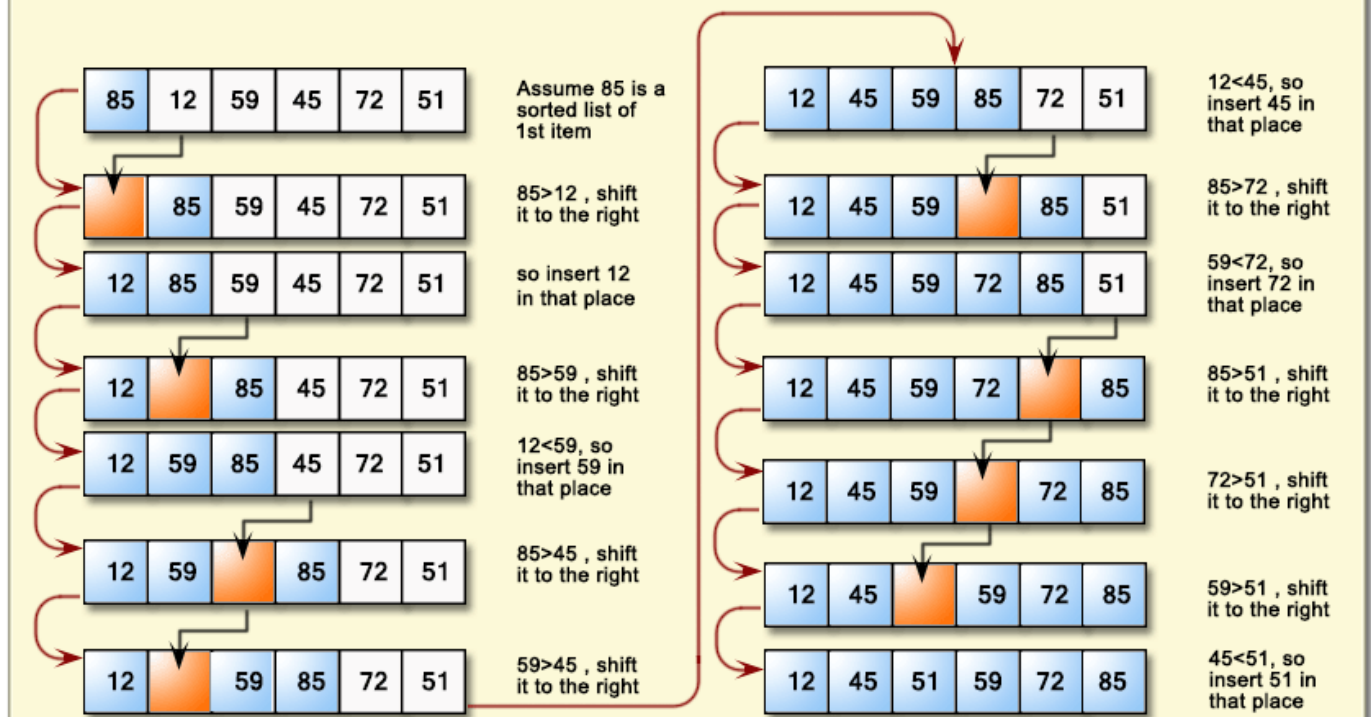 85 12 59 45 72 51
Assume 85 is a
sorted list of
1st item
85 59 45 72 51
85>12 , shift
it to the right
12 85 59 45 72 51
so insert 12
in that place
12 85 45 72 51
85>59 , shift
it to the right
12 59 85 45 72 51
12<59, so
insert 59 in
that place
12 59 85 72 51
85>45 , shift
it to the right
12 59 85 72 51
59>45 , shift
it to the right
12 45 59 85 72 51
12<45, so
insert 45 in
that place
12 45 59 85 51
85>72 , shift
it to the right
12 45 59 72 85 51
59<72, so
insert 72 in
that place
12 45 59 72 85
85>51 , shift
it to the right
12 45 59 72 85
72>51 , shift
it to the right
12 45 59 72 85
59>51 , shift
it to the right
12 45 51 59 72 85
45<51, so
insert 51 in
that place